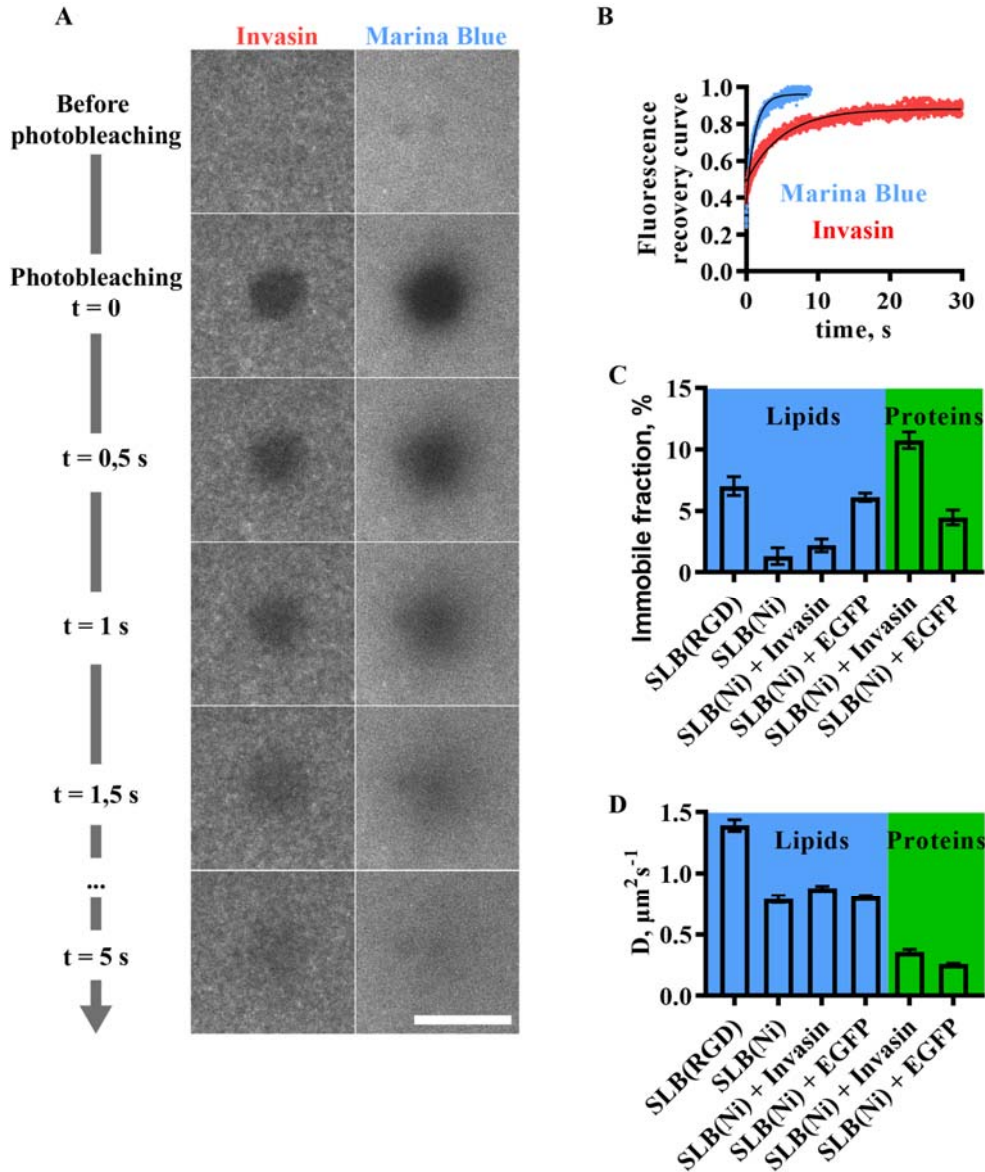 A
Invasin Marina Blue
Before
photobleaching
Photobleaching
t = 0
t = 0,5 s
t = 1 s
t = 1,5 s
...
t = 5 s
B
Fluorescence
recovery curve
1.0
0.8
0.6
0.4
0.2
0.0
Marina Blue
Invasin
0 10 20 30
time, s
C
Immobile fraction, %
15
10
5
0
Lipids Proteins
SLB(RGD)
SLB(Ni)
SLB(Ni) + Invasin
SLB(Ni) + EGFP
SLB(Ni) + Invasin
SLB(Ni) + EGFP
D
D, μm²s⁻¹
1.5
1.0
0.5
0.0
Lipids Proteins
SLB(RGD)
SLB(Ni)
SLB(Ni) + Invasin
SLB(Ni) + EGFP
SLB(Ni) + Invasin
SLB(Ni) + EGFP